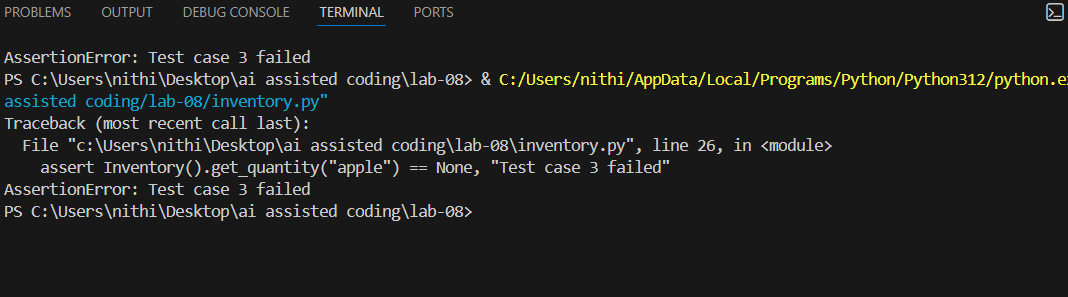 PROBLEMS OUTPUT DEBUG CONSOLE TERMINAL PORTS
AssertionError: Test case 3 failed
PS C:\Users\nithi\Desktop\ai assisted coding\lab-08> & C:/Users/nithi/AppData/Local/Programs/Python/Python312/python.e
assisted coding/lab-08/inventory.py"
Traceback (most recent call last):
  File "c:\Users\nithi\Desktop\ai assisted coding\lab-08\inventory.py", line 26, in <module>
    assert Inventory().get_quantity("apple") == None, "Test case 3 failed"
AssertionError: Test case 3 failed
PS C:\Users\nithi\Desktop\ai assisted coding\lab-08>